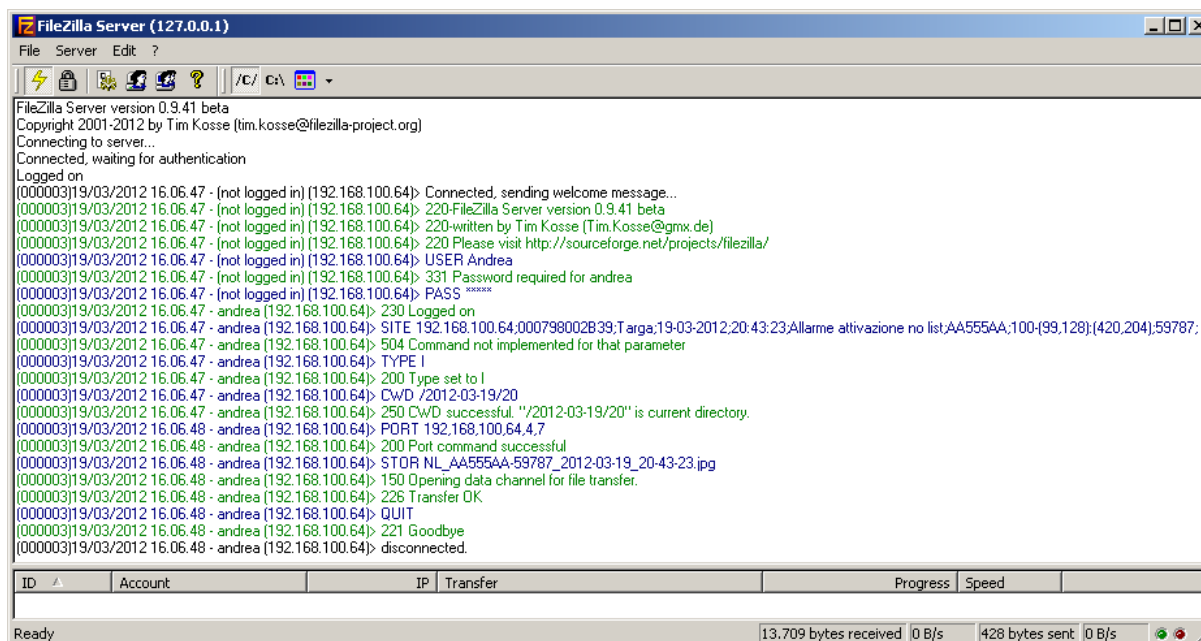 FileZilla Server (127.0.0.1)
File Server Edit ?
/C/ C:\
FileZilla Server version 0.9.41 beta
Copyright 2001-2012 by Tim Kosse (tim.kosse@filezilla-project.org)
Connecting to server...
Connected, waiting for authentication
Logged on
(000003)19/03/2012 16.06.47 - (not logged in) (192.168.100.64)> Connected, sending welcome message...
(000003)19/03/2012 16.06.47 - (not logged in) (192.168.100.64)> 220-FileZilla Server version 0.9.41 beta
(000003)19/03/2012 16.06.47 - (not logged in) (192.168.100.64)> 220-written by Tim Kosse (Tim.Kosse@gmx.de)
(000003)19/03/2012 16.06.47 - (not logged in) (192.168.100.64)> 220 Please visit http://sourceforge.net/projects/filezilla/
(000003)19/03/2012 16.06.47 - (not logged in) (192.168.100.64)> USER Andrea
(000003)19/03/2012 16.06.47 - (not logged in) (192.168.100.64)> 331 Password required for andrea
(000003)19/03/2012 16.06.47 - (not logged in) (192.168.100.64)> PASS *****
(000003)19/03/2012 16.06.47 - andrea (192.168.100.64)> 230 Logged on
(000003)19/03/2012 16.06.47 - andrea (192.168.100.64)> SITE 192.168.100.64;000798002B39;Targa;19-03-2012;20:43:23;Allarme attivazione no list;AA555AA;100-(99,128):(420,204);59787;
(000003)19/03/2012 16.06.47 - andrea (192.168.100.64)> 504 Command not implemented for that parameter
(000003)19/03/2012 16.06.47 - andrea (192.168.100.64)> TYPE I
(000003)19/03/2012 16.06.47 - andrea (192.168.100.64)> 200 Type set to I
(000003)19/03/2012 16.06.47 - andrea (192.168.100.64)> CWD /2012-03-19/20
(000003)19/03/2012 16.06.47 - andrea (192.168.100.64)> 250 CWD successful. "/2012-03-19/20" is current directory.
(000003)19/03/2012 16.06.48 - andrea (192.168.100.64)> PORT 192,168,100,64,4,7
(000003)19/03/2012 16.06.48 - andrea (192.168.100.64)> 200 Port command successful
(000003)19/03/2012 16.06.48 - andrea (192.168.100.64)> STOR NL_AA555AA-59787_2012-03-19_20-43-23.jpg
(000003)19/03/2012 16.06.48 - andrea (192.168.100.64)> 150 Opening data channel for file transfer.
(000003)19/03/2012 16.06.48 - andrea (192.168.100.64)> 226 Transfer OK
(000003)19/03/2012 16.06.48 - andrea (192.168.100.64)> QUIT
(000003)19/03/2012 16.06.48 - andrea (192.168.100.64)> 221 Goodbye
(000003)19/03/2012 16.06.48 - andrea (192.168.100.64)> disconnected.
ID Account IP Transfer Progress Speed
Ready 13.709 bytes received 0 B/s 428 bytes sent 0 B/s